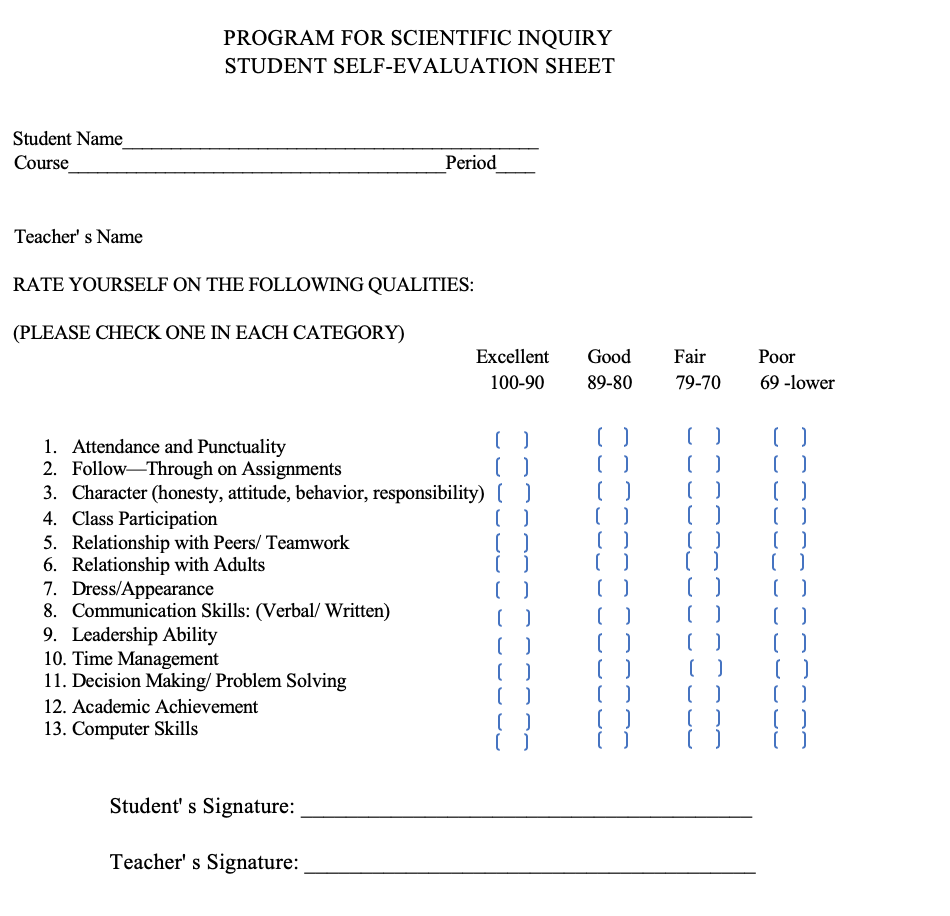 PROGRAM FOR SCIENTIFIC INQUIRY
STUDENT SELF-EVALUATION SHEET
Student Name__________________________________________
Course______________________________________Period____
Teacher' s Name
RATE YOURSELF ON THE FOLLOWING QUALITIES:
(PLEASE CHECK ONE IN EACH CATEGORY)
Excellent Good Fair Poor
100-90 89-80 79-70 69 -lower
1. Attendance and Punctuality ( ) ( ) ( ) ( )
2. Follow—Through on Assignments ( ) ( ) ( ) ( )
3. Character (honesty, attitude, behavior, responsibility) ( ) ( ) ( ) ( )
4. Class Participation ( ) ( ) ( ) ( )
5. Relationship with Peers/ Teamwork ( ) ( ) ( ) ( )
6. Relationship with Adults ( ) ( ) ( ) ( )
7. Dress/Appearance ( ) ( ) ( ) ( )
8. Communication Skills: (Verbal/ Written) ( ) ( ) ( ) ( )
9. Leadership Ability ( ) ( ) ( ) ( )
10. Time Management ( ) ( ) ( ) ( )
11. Decision Making/ Problem Solving ( ) ( ) ( ) ( )
12. Academic Achievement ( ) ( ) ( ) ( )
13. Computer Skills ( ) ( ) ( ) ( )
Student' s Signature: ________________________________________
Teacher' s Signature: ________________________________________